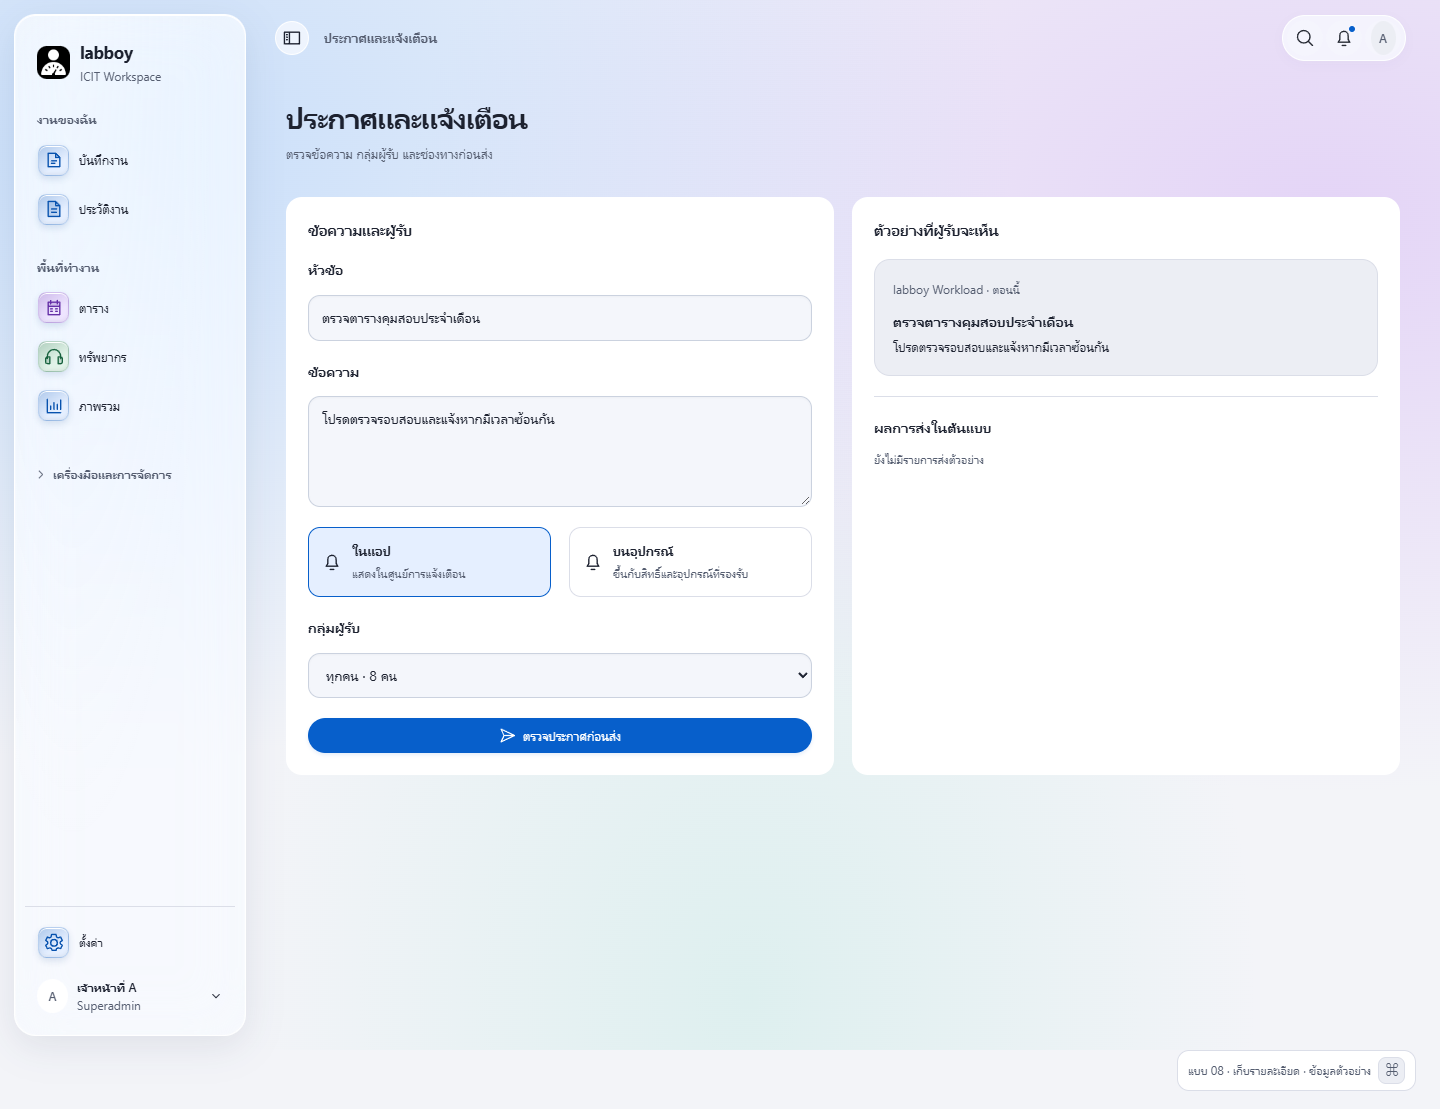 labboy
ICIT Workspace
งานของฉัน
บันทึกงาน
ประวัติงาน
พื้นที่ทำงาน
ตาราง
ทรัพยากร
ภาพรวม
เครื่องมือและการจัดการ
ตั้งค่า
A
เจ้าหน้าที่ A
Superadmin
ประกาศและแจ้งเตือน
A
ประกาศและแจ้งเตือน
ตรวจข้อความ กลุ่มผู้รับ และช่องทางก่อนส่ง
ข้อความและผู้รับ
หัวข้อ
ตรวจตารางคุมสอบประจำเดือน
ข้อความ
โปรดตรวจรอบสอบและแจ้งหากมีเวลาซ้อนกัน
ในแอป
แสดงในศูนย์การแจ้งเตือน
บนอุปกรณ์
ขึ้นกับสิทธิ์และอุปกรณ์ที่รองรับ
กลุ่มผู้รับ
ทุกคน · 8 คน
ตรวจประกาศก่อนส่ง
ตัวอย่างที่ผู้รับจะเห็น
labboy Workload · ตอนนี้
ตรวจตารางคุมสอบประจำเดือน
โปรดตรวจรอบสอบและแจ้งหากมีเวลาซ้อนกัน
ผลการส่งในต้นแบบ
ยังไม่มีรายการส่งตัวอย่าง
แบบ 08 · เก็บรายละเอียด · ข้อมูลตัวอย่าง ⌘